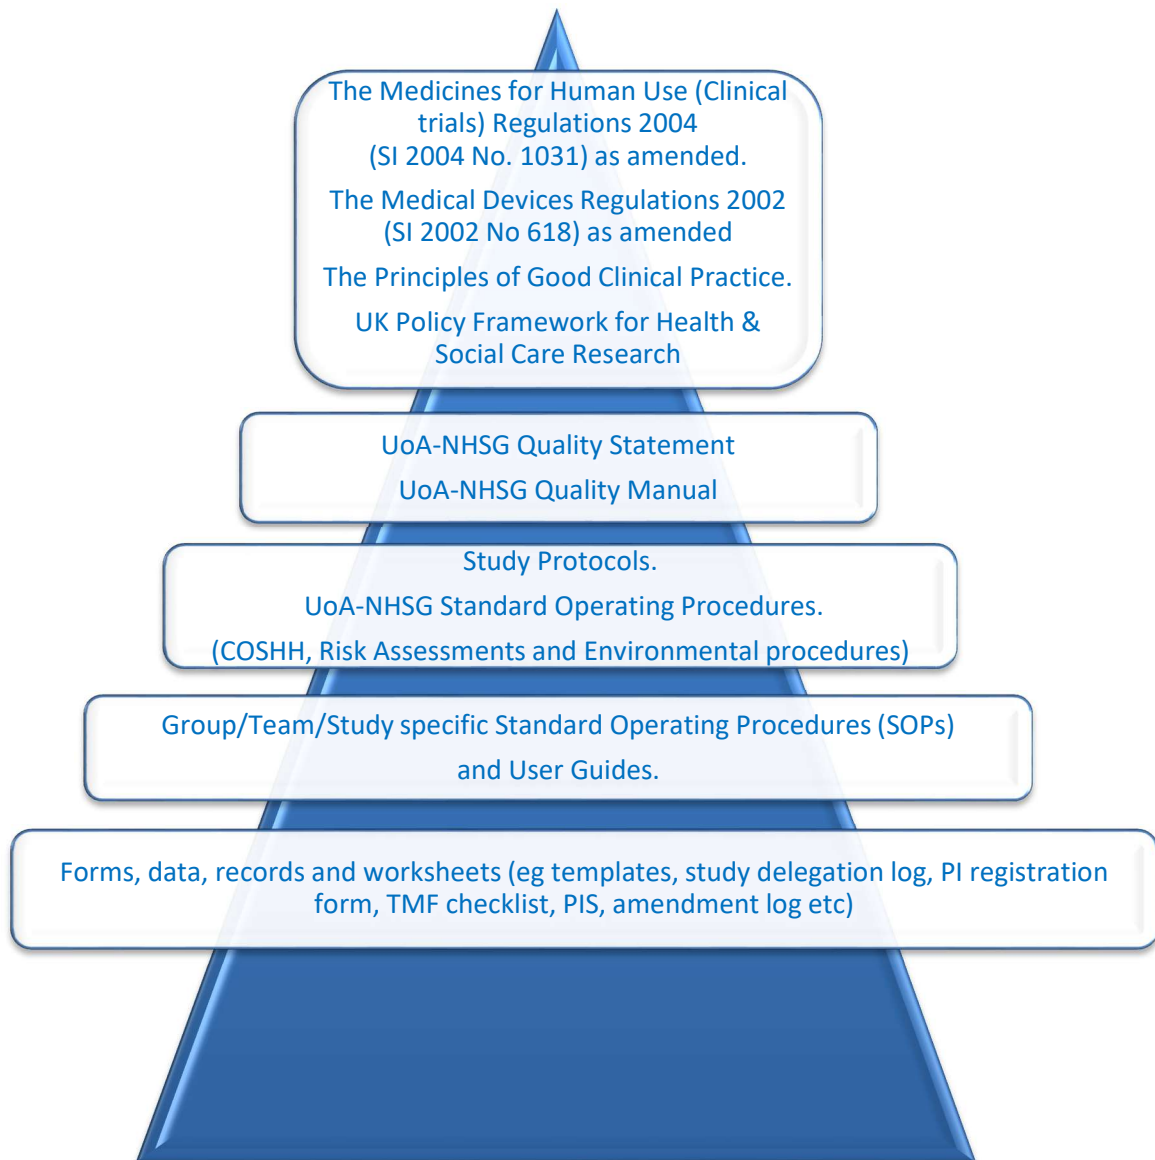 The Medicines for Human Use (Clinical
trials) Regulations 2004
(SI 2004 No. 1031) as amended.
The Medical Devices Regulations 2002
(SI 2002 No 618) as amended
The Principles of Good Clinical Practice.
UK Policy Framework for Health &
Social Care Research
UoA-NHSG Quality Statement
UoA-NHSG Quality Manual
Study Protocols.
UoA-NHSG Standard Operating Procedures.
(COSHH, Risk Assessments and Environmental procedures)
Group/Team/Study specific Standard Operating Procedures (SOPs)
and User Guides.
Forms, data, records and worksheets (eg templates, study delegation log, PI registration
form, TMF checklist, PIS, amendment log etc)